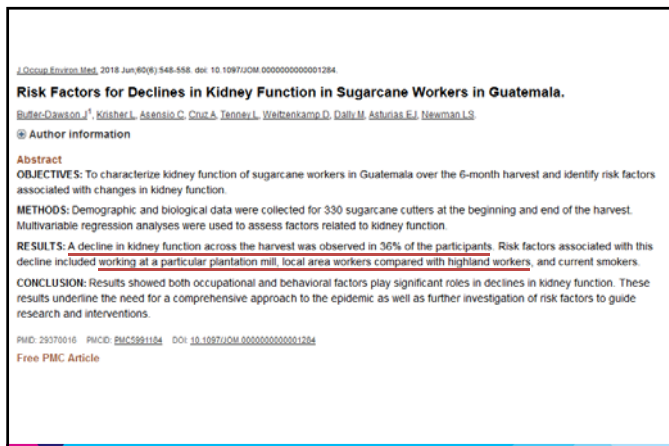 J Occup Environ Med. 2018 Jun;60(6):548-558. doi: 10.1097/JOM.0000000000001284.
Risk Factors for Declines in Kidney Function in Sugarcane Workers in Guatemala.
Butler-Dawson J1, Krisher L, Asensio C, Cruz A, Tenney L, Weitzenkamp D, Dally M, Asturias EJ, Newman LS.
Author information
Abstract
OBJECTIVES: To characterize kidney function of sugarcane workers in Guatemala over the 6-month harvest and identify risk factors
associated with changes in kidney function.
METHODS: Demographic and biological data were collected for 330 sugarcane cutters at the beginning and end of the harvest.
Multivariable regression analyses were used to assess factors related to kidney function.
RESULTS: A decline in kidney function across the harvest was observed in 36% of the participants. Risk factors associated with this
decline included working at a particular plantation mill, local area workers compared with highland workers, and current smokers.
CONCLUSION: Results showed both occupational and behavioral factors play significant roles in declines in kidney function. These
results underline the need for a comprehensive approach to the epidemic as well as further investigation of risk factors to guide
research and interventions.
PMID: 29370016 PMCID: PMC5991184 DOI: 10.1097/JOM.0000000000001284
Free PMC Article